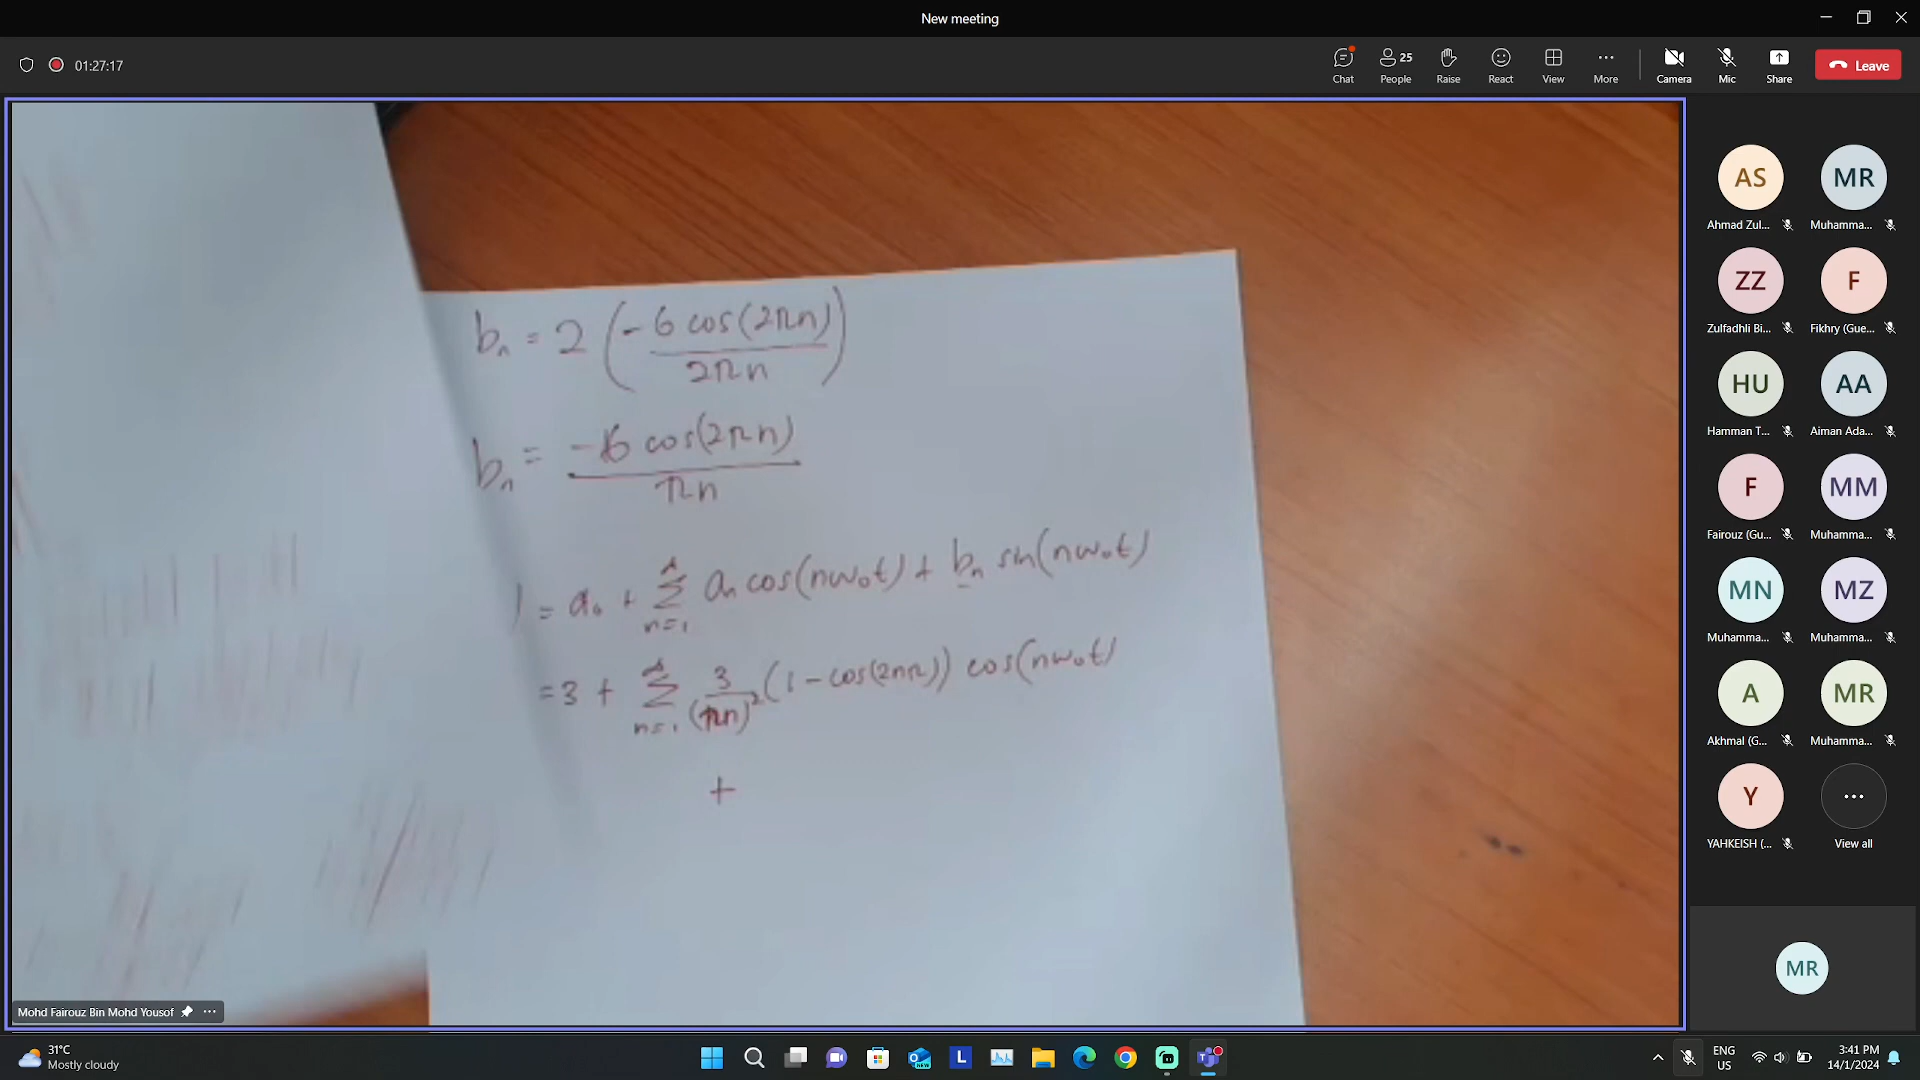 New meeting
01:27:17
Chat
25 People
Raise
React
View
More
Camera
Mic
Share
Leave
bₙ = 2 (-6 cos(2πn) / 2πn)
bₙ = -6 cos(2πn) / πn
) = a₀ + Σ n=1 aₙ cos(nω₀t) + bₙ sin(nω₀t)
= 3 + Σ n=1 3/(πn)² (1 - cos(2nπ)) cos(nω₀t)
+
AS
Ahmad Zul...
MR
Muhamma...
ZZ
Zulfadhli Bi...
F
Fikhry (Gue...
HU
Hamman T...
AA
Aiman Ada...
F
Fairouz (Gu...
MM
Muhamma...
MN
Muhamma...
MZ
Muhamma...
A
Akhmal (G...
MR
Muhamma...
Y
YAHKEISH (...
...
View all
MR
Mohd Fairouz Bin Mohd Yousof
31°C
Mostly cloudy
L
NEW
ENG
US
3:41 PM
14/1/2024